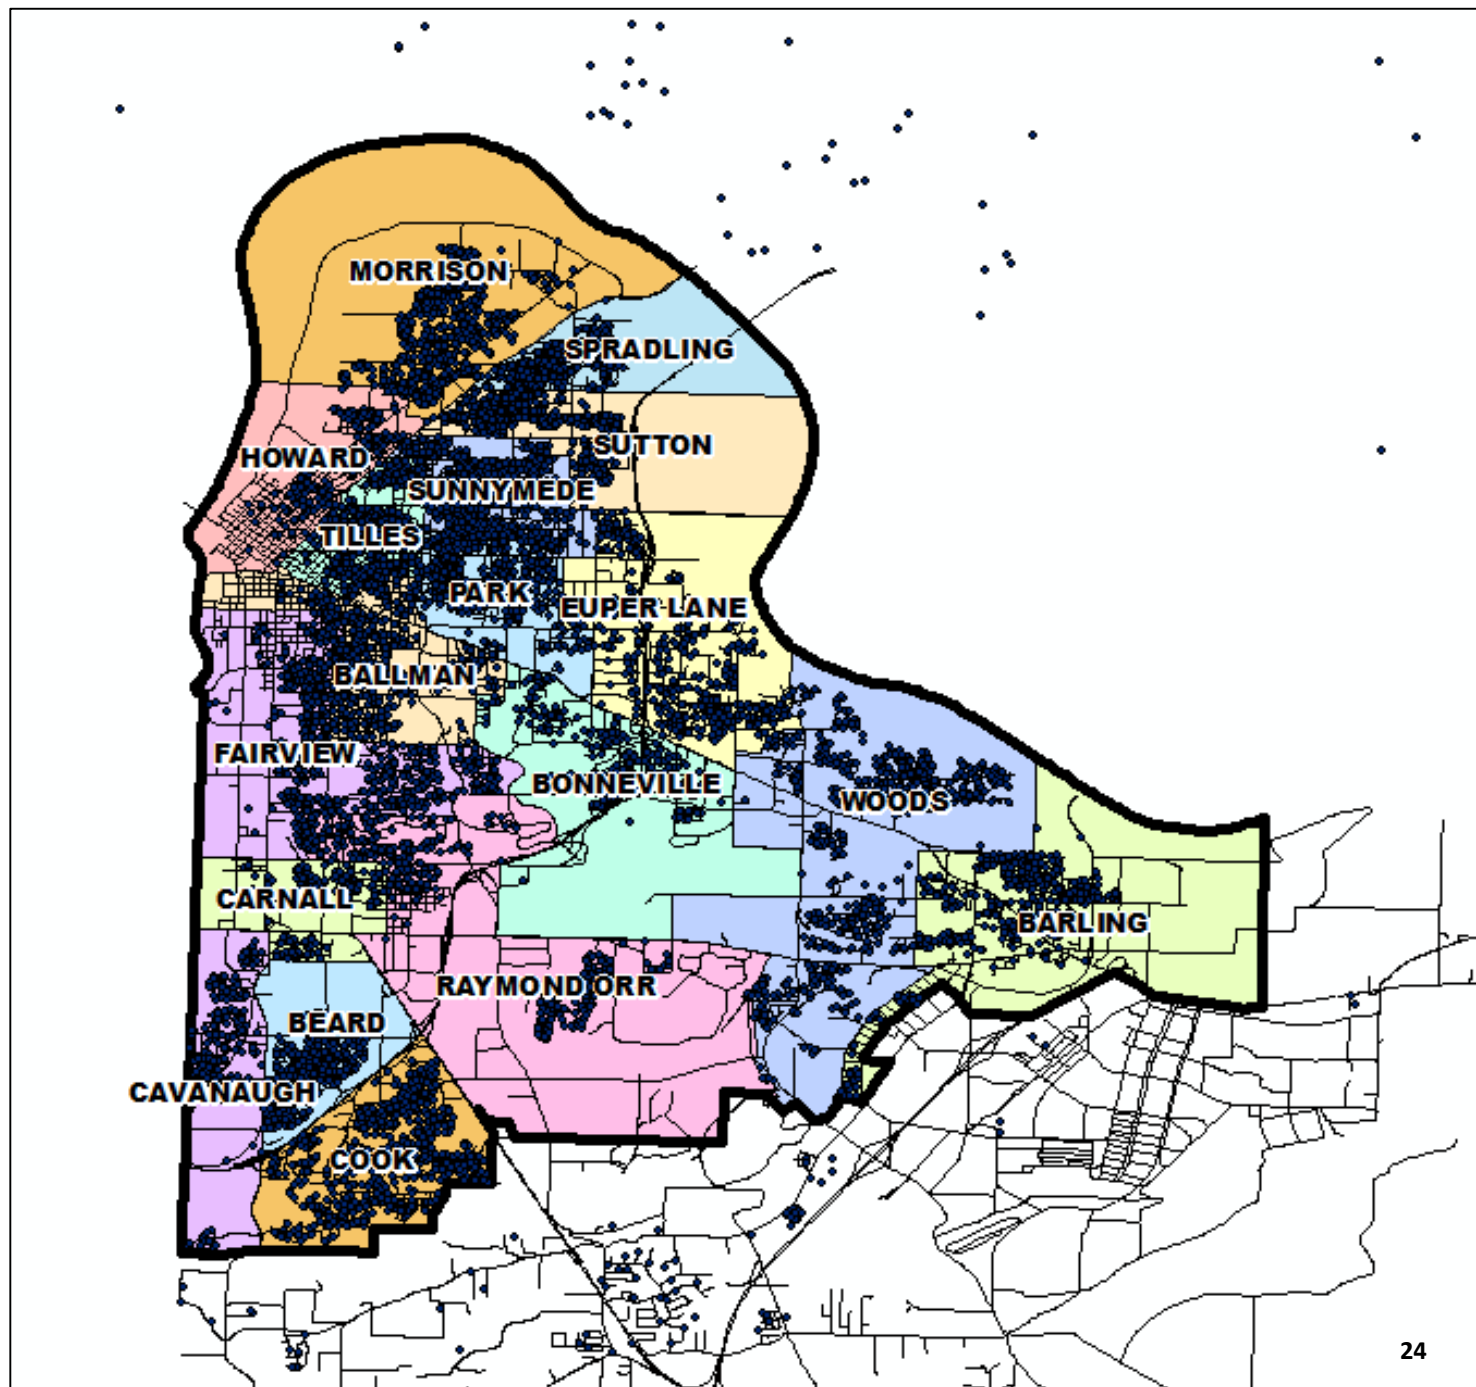 MORRISON
SPRADLING
SUTTON
HOWARD
SUNNYMEDE
TILLES
PARK
EUPER LANE
BALLMAN
FAIRVIEW
BONNEVILLE
WOODS
CARNALL
BARLING
RAYMOND ORR
BEARD
CAVANAUGH
COOK
24